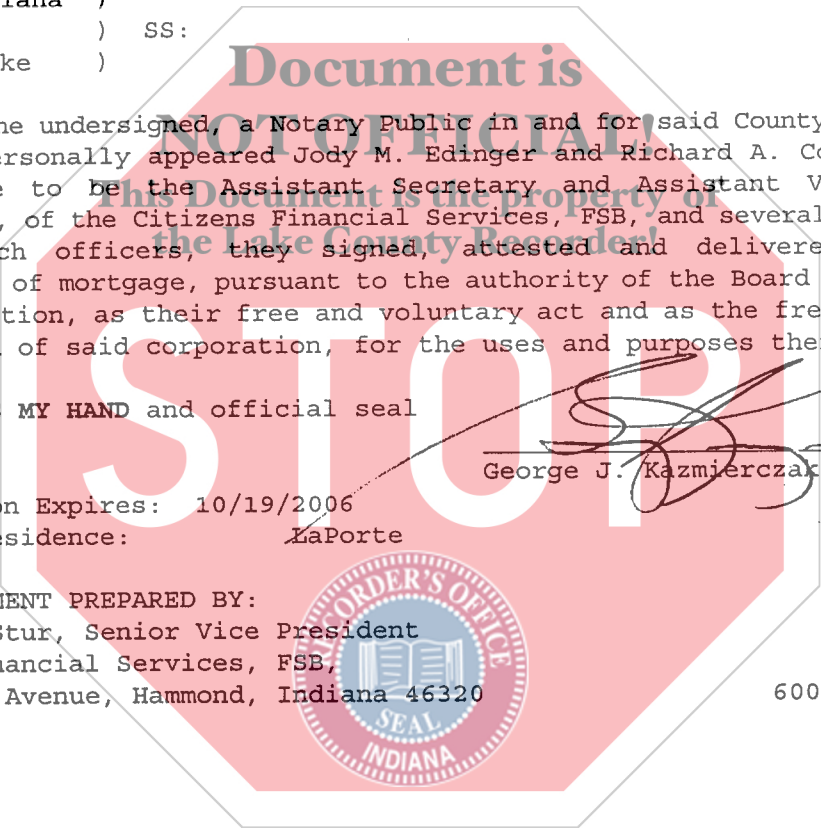 iana )
) SS:
ke )
Document is
NOT OFFICIAL!
This Document is the property of
the Lake County Recorder!
STOP
he undersigned, a Notary Public in and for said County
ersonally appeared Jody M. Edinger and Richard A. Co
e to be the Assistant Secretary and Assistant V
, of the Citizens Financial Services, FSB, and several
ch officers, they signed, attested and delivere
of mortgage, pursuant to the authority of the Board
tion, as their free and voluntary act and as the fre
of said corporation, for the uses and purposes the
MY HAND and official seal
George J. Kazmierczak
on Expires: 10/19/2006
esidence: LaPorte
MENT PREPARED BY:
Stur, Senior Vice President
nancial Services, FSB,
Avenue, Hammond, Indiana 46320
600
RECORDER'S OFFICE
SEAL
INDIANA